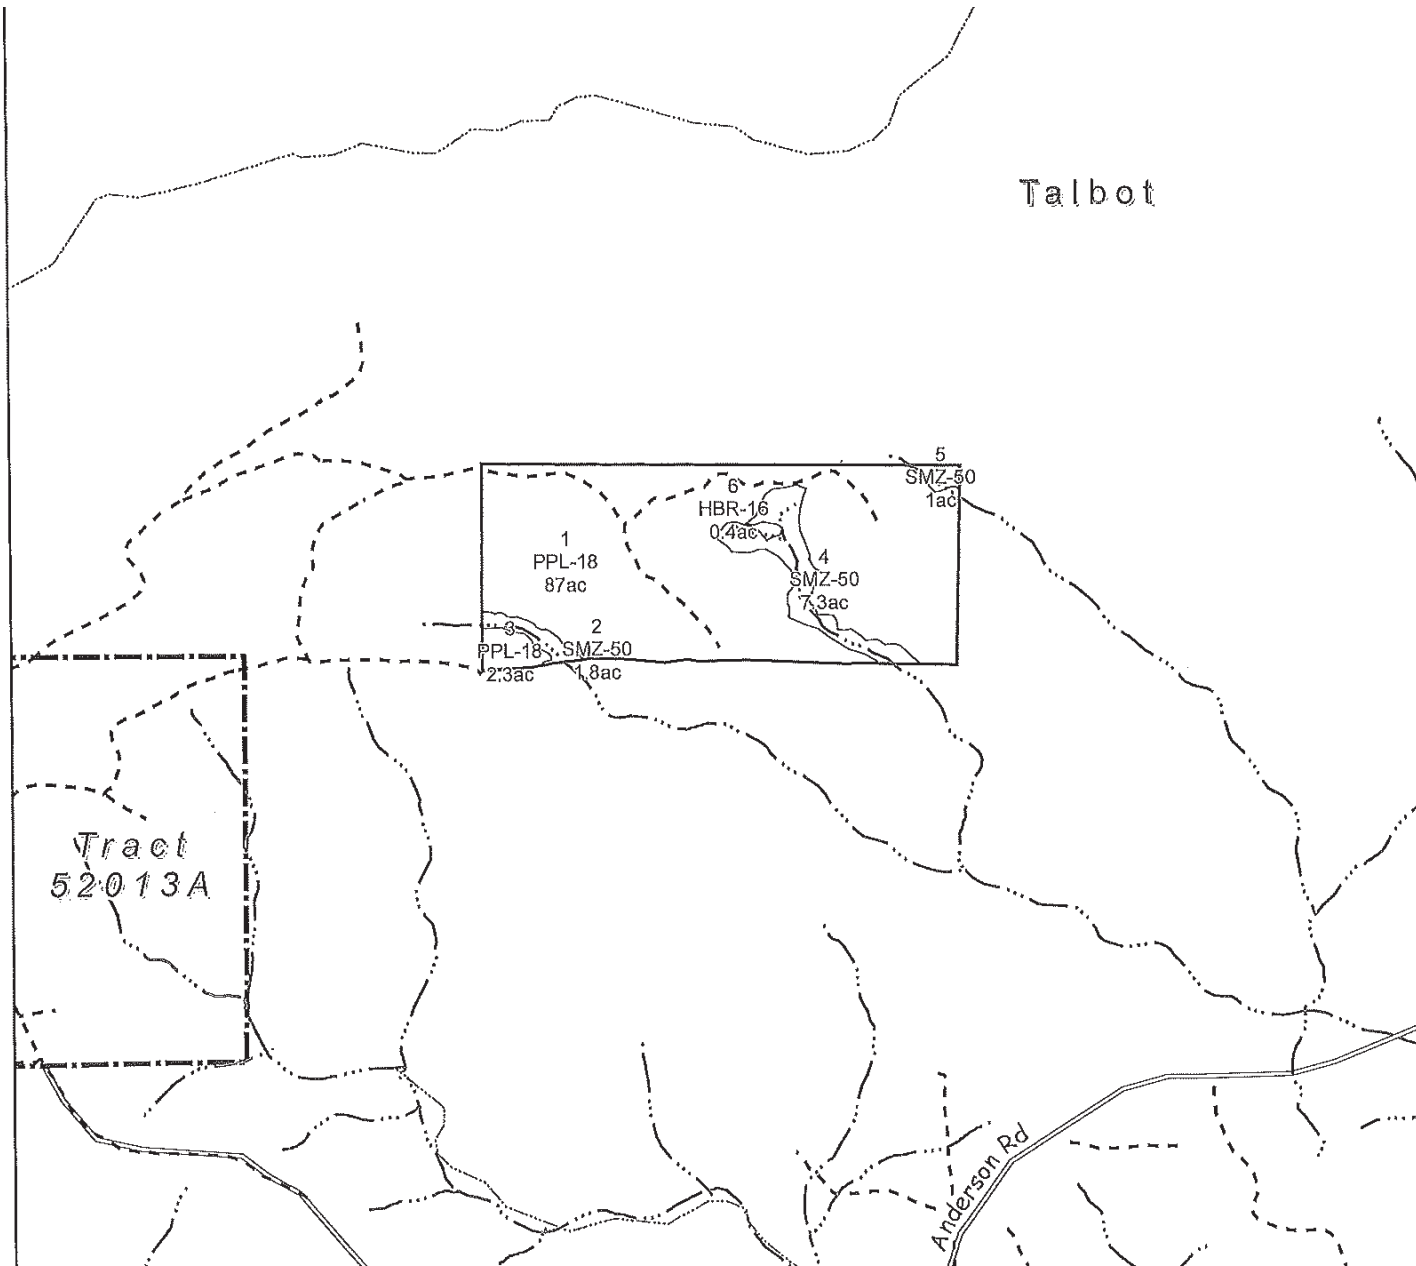 Talbot
5
SMZ-50
1ac
6
HBR-16
0.4ac
1
PPL-18
87ac
4
SMZ-50
7.3ac
3
PPL-18
2.3ac
2
SMZ-50
1.8ac
Tract
52013A
Anderson Rd